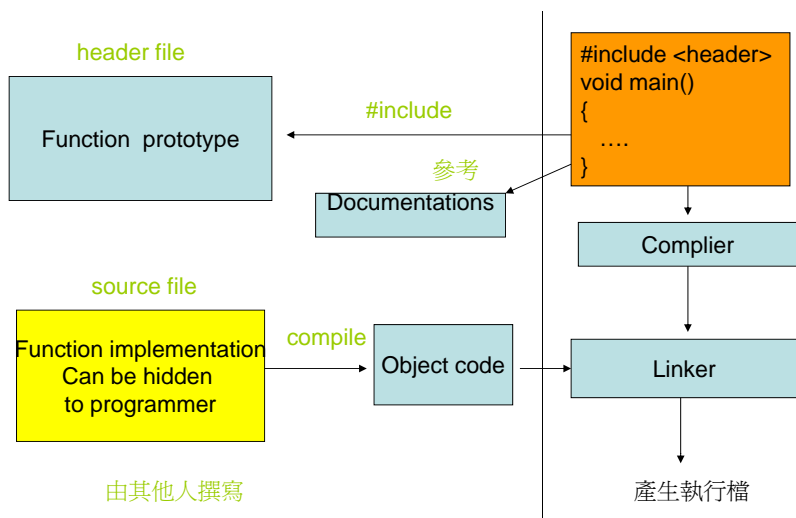 header file
Function prototype
#include
#include <header>
void main()
{
....
}
參考
Documentations
Complier
source file
Function implementation
Can be hidden
to programmer
compile
Object code
Linker
由其他人撰寫
產生執行檔